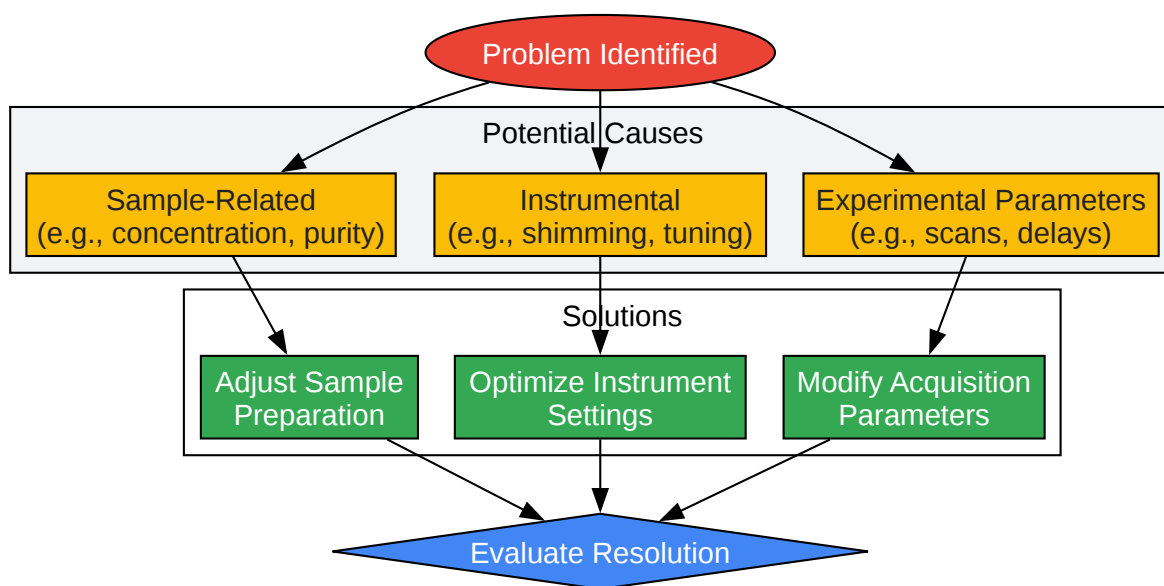 Problem Identified
Potential Causes
Sample-Related
(e.g., concentration, purity)
Instrumental
(e.g., shimming, tuning)
Experimental Parameters
(e.g., scans, delays)
Solutions
Adjust Sample
Preparation
Optimize Instrument
Settings
Modify Acquisition
Parameters
Evaluate Resolution